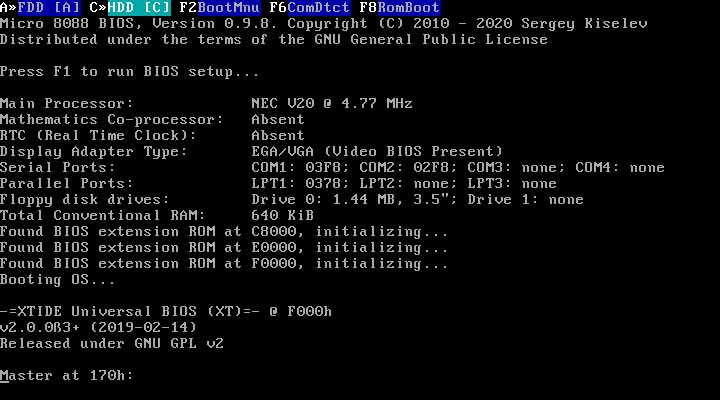 A»FDD [A] C»HDD [C] F2BootMnu F6ComDtct F8RomBoot
Micro 8088 BIOS, Version 0.9.8. Copyright (C) 2010 - 2020 Sergey Kiselev
Distributed under the terms of the GNU General Public License
Press F1 to run BIOS setup...
Main Processor: NEC V20 @ 4.77 MHz
Mathematics Co-processor: Absent
RTC (Real Time Clock): Absent
Display Adapter Type: EGA/VGA (Video BIOS Present)
Serial Ports: COM1: 03F8; COM2: 02F8; COM3: none; COM4: none
Parallel Ports: LPT1: 0378; LPT2: none; LPT3: none
Floppy disk drives: Drive 0: 1.44 MB, 3.5"; Drive 1: none
Total Conventional RAM: 640 KiB
Found BIOS extension ROM at C8000, initializing...
Found BIOS extension ROM at E0000, initializing...
Found BIOS extension ROM at F0000, initializing...
Booting OS...
-=XTIDE Universal BIOS (XT)=- @ F000h
v2.0.0ß3+ (2019-02-14)
Released under GNU GPL v2
Master at 170h: